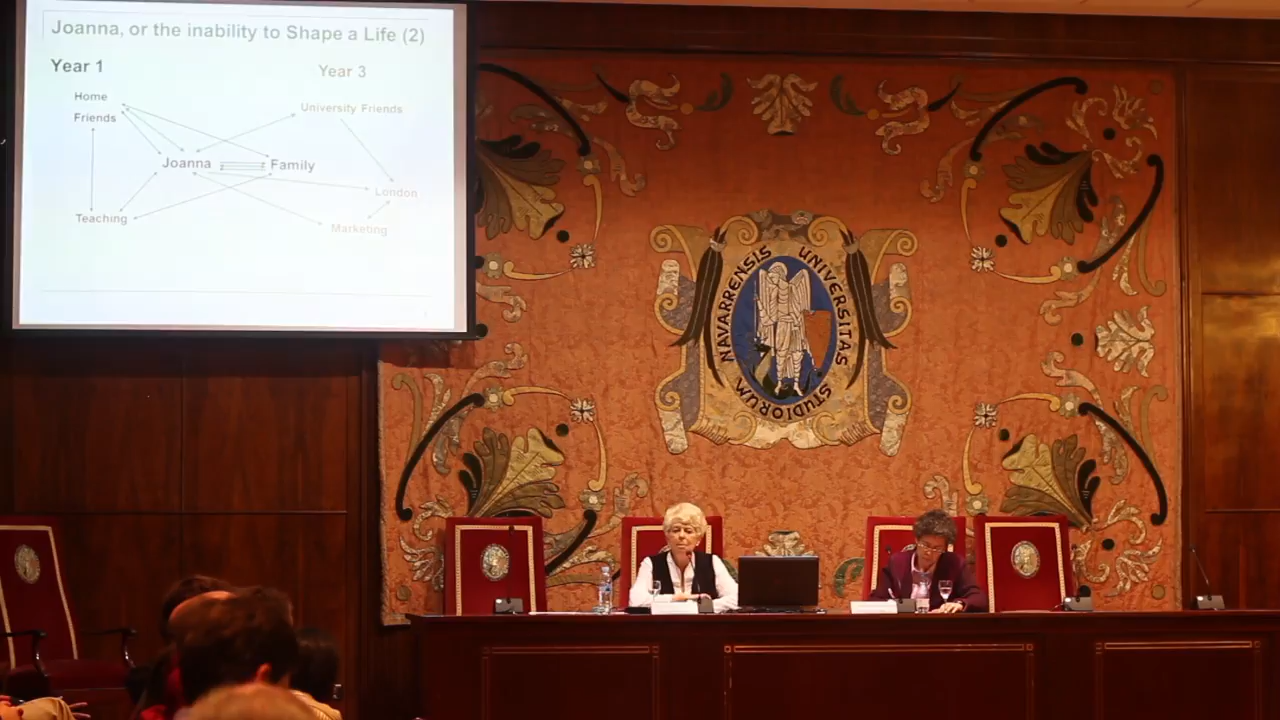 Joanna, or the inability to Shape a Life (2)
Year 1
Year 3
Home
Friends
University Friends
Joanna
Family
London
Teaching
Marketing
UNIVERSITAS
STUDIORUM
NAVARRENSIS